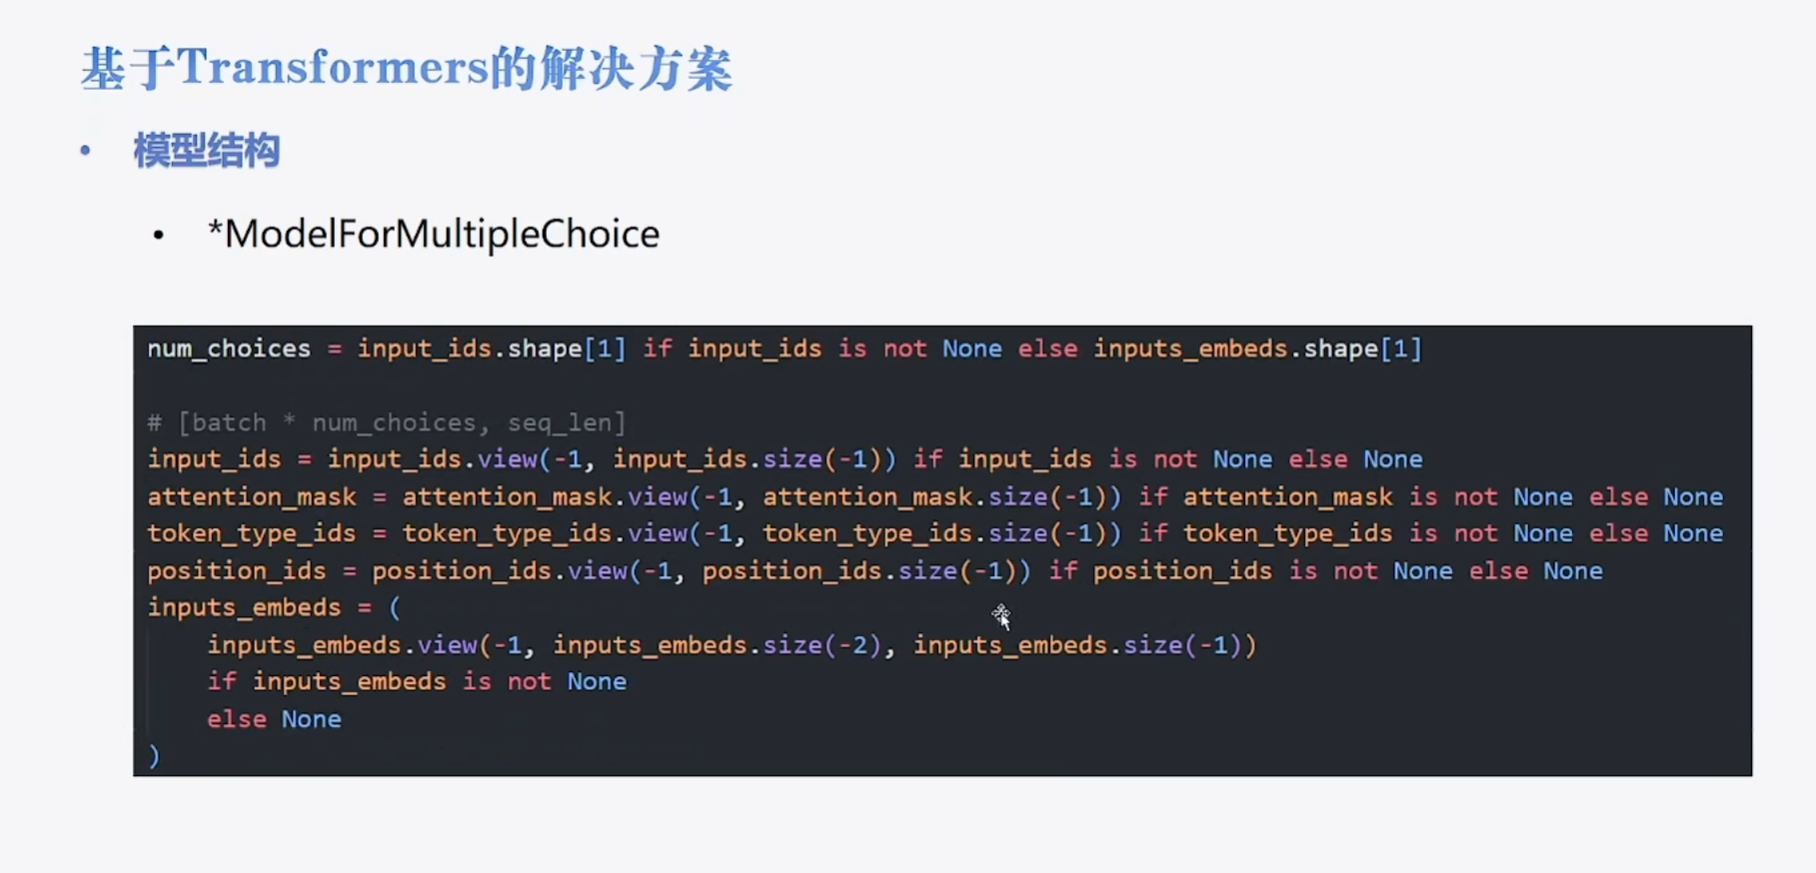 基于Transformers的解决方案
• 模型结构
• *ModelForMultipleChoice
num_choices = input_ids.shape[1] if input_ids is not None else inputs_embeds.shape[1]
# [batch * num_choices, seq_len]
input_ids = input_ids.view(-1, input_ids.size(-1)) if input_ids is not None else None
attention_mask = attention_mask.view(-1, attention_mask.size(-1)) if attention_mask is not None else None
token_type_ids = token_type_ids.view(-1, token_type_ids.size(-1)) if token_type_ids is not None else None
position_ids = position_ids.view(-1, position_ids.size(-1)) if position_ids is not None else None
inputs_embeds = (
    inputs_embeds.view(-1, inputs_embeds.size(-2), inputs_embeds.size(-1))
    if inputs_embeds is not None
    else None
)